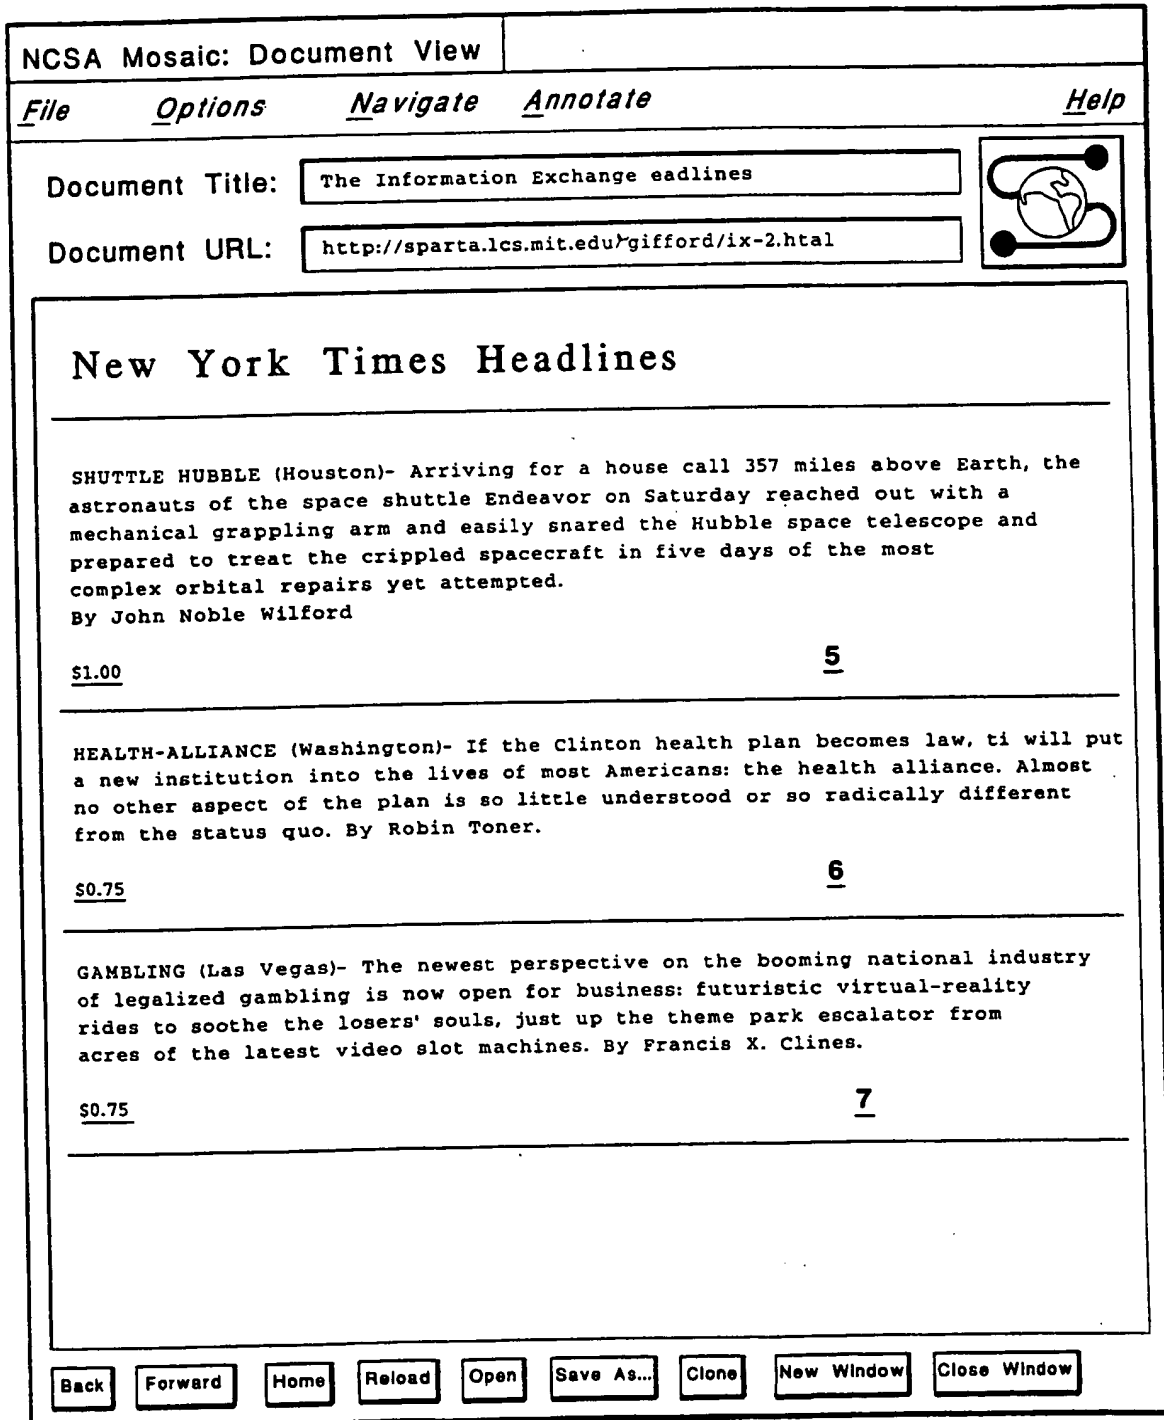 NCSA Mosaic: Document View
File Options Navigate Annotate Help
Document Title: The Information Exchange eadlines
Document URL: http://sparta.lcs.mit.edu/~gifford/ix-2.htal
New York Times Headlines
SHUTTLE HUBBLE (Houston)- Arriving for a house call 357 miles above Earth, the
astronauts of the space shuttle Endeavor on Saturday reached out with a
mechanical grappling arm and easily snared the Hubble space telescope and
prepared to treat the crippled spacecraft in five days of the most
complex orbital repairs yet attempted.
By John Noble Wilford
$1.00 5
HEALTH-ALLIANCE (Washington)- If the Clinton health plan becomes law, ti will put
a new institution into the lives of most Americans: the health alliance. Almost
no other aspect of the plan is so little understood or so radically different
from the status quo. By Robin Toner.
$0.75 6
GAMBLING (Las Vegas)- The newest perspective on the booming national industry
of legalized gambling is now open for business: futuristic virtual-reality
rides to soothe the losers' souls, just up the theme park escalator from
acres of the latest video slot machines. By Francis X. Clines.
$0.75 7
Back Forward Home Reload Open Save As... Clone New Window Close Window